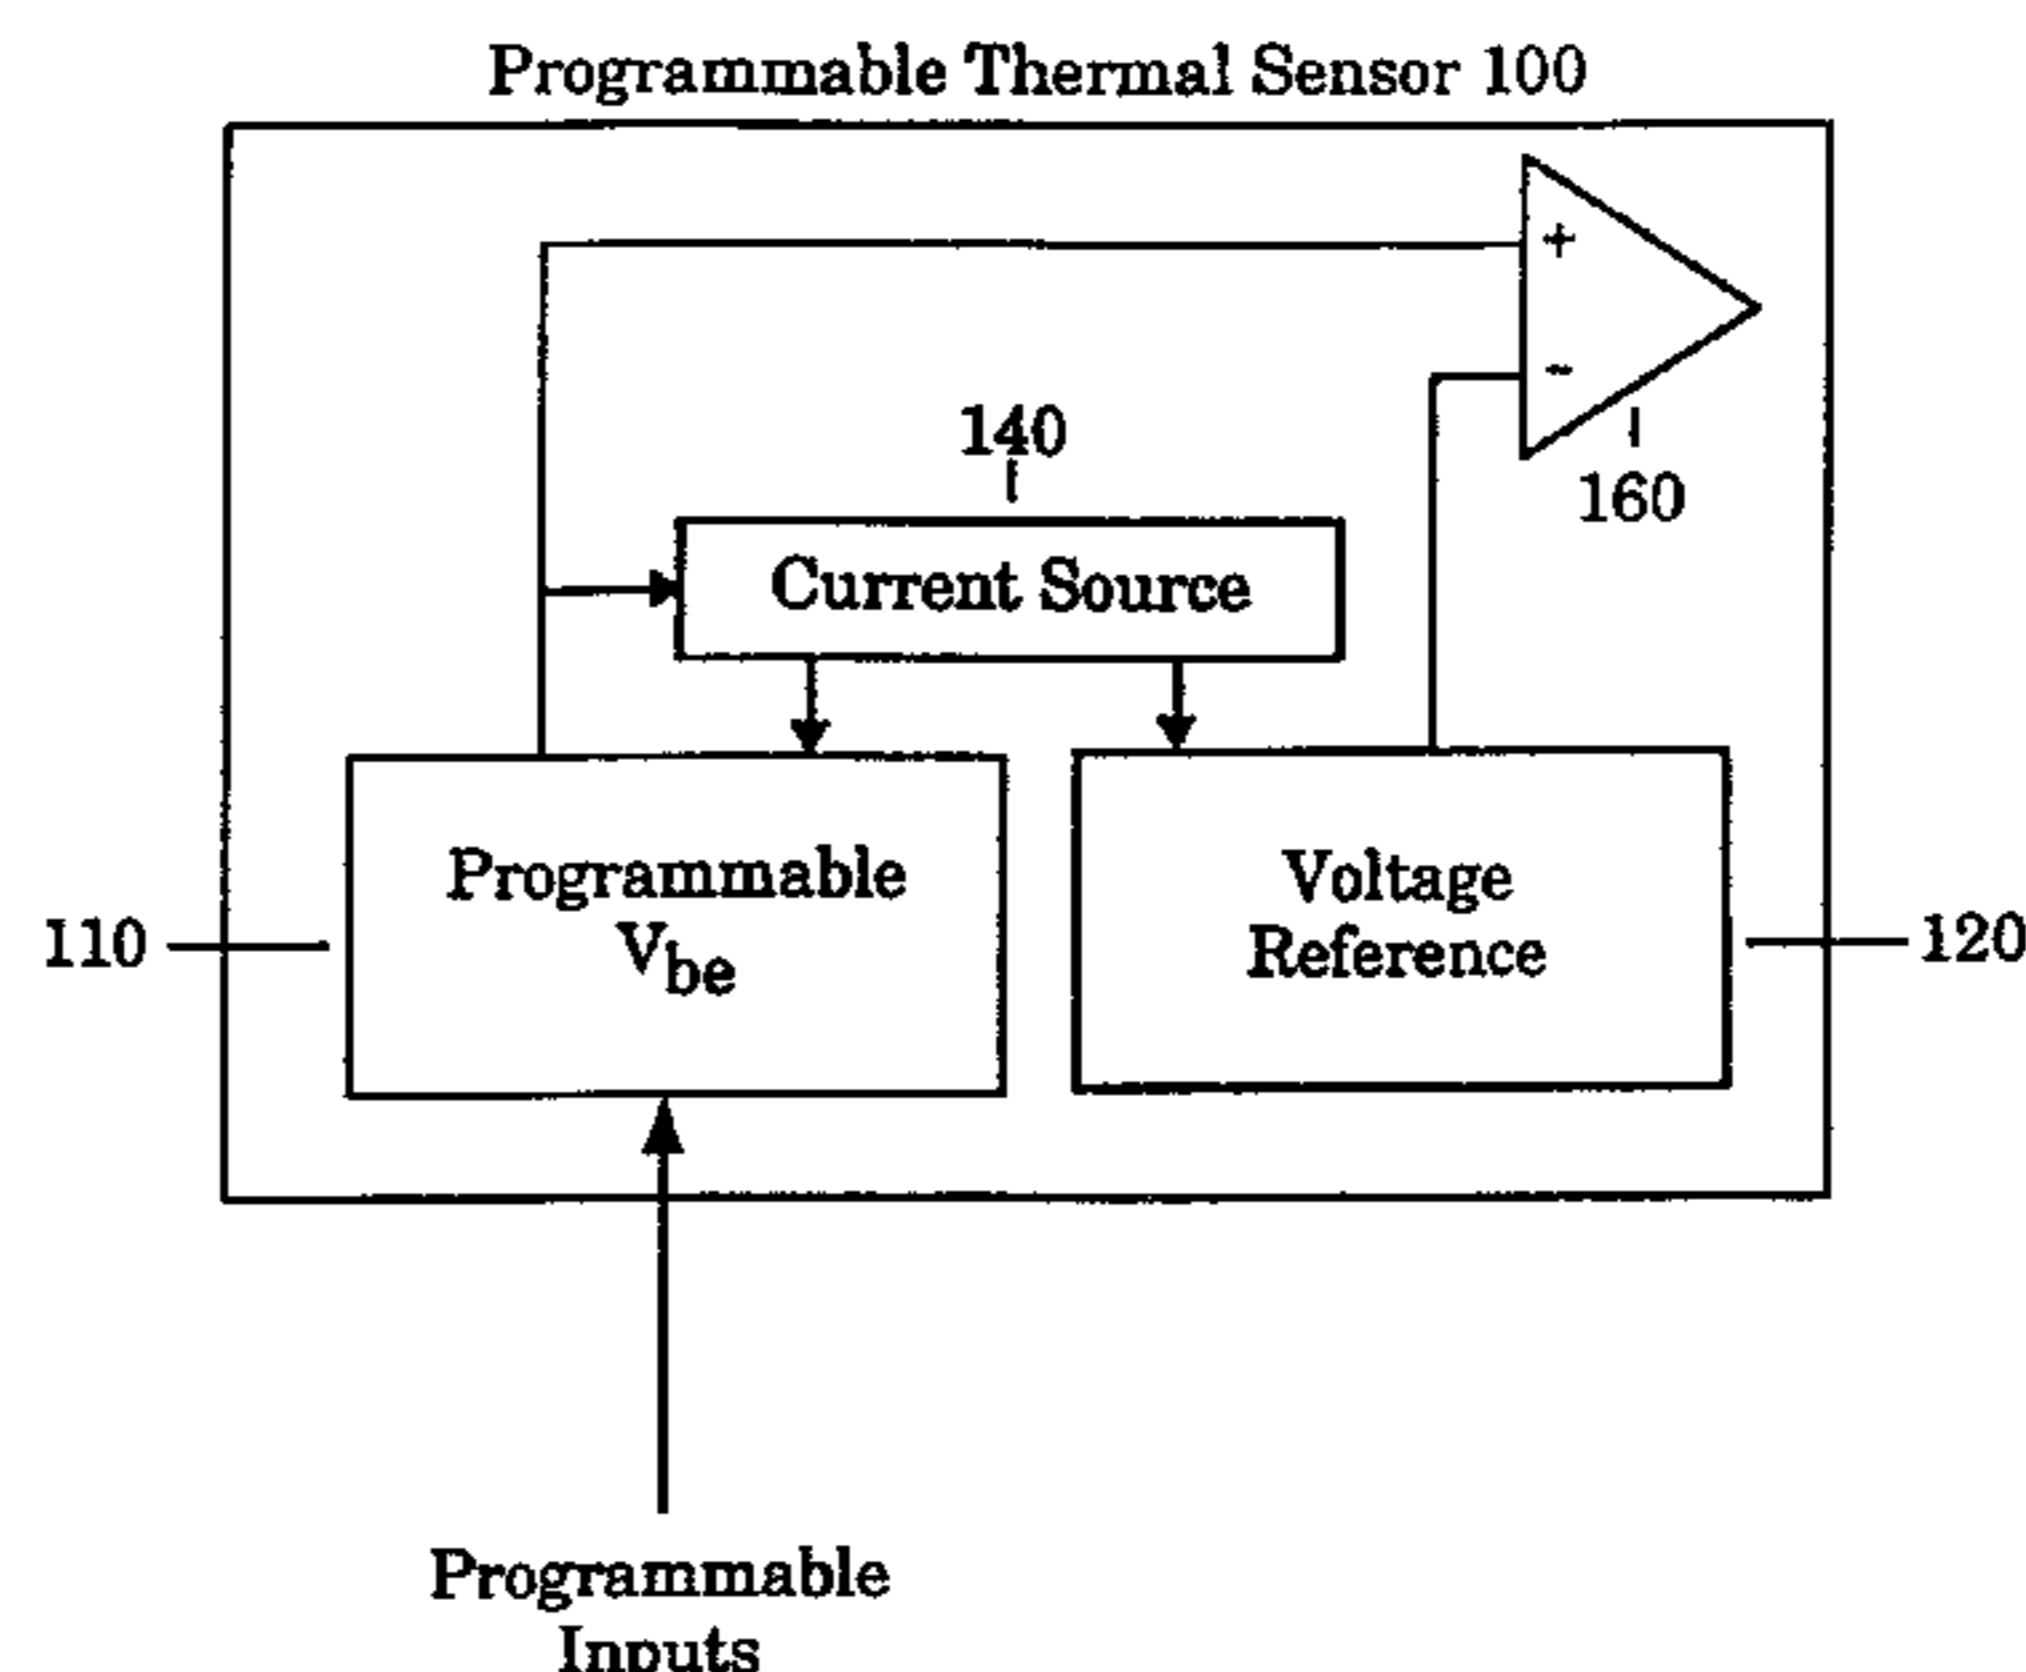 Programmable Thermal Sensor 100
+
-
140
160
Current Source
Programmable
Vbe
Voltage
Reference
110
120
Programmable
Inputs